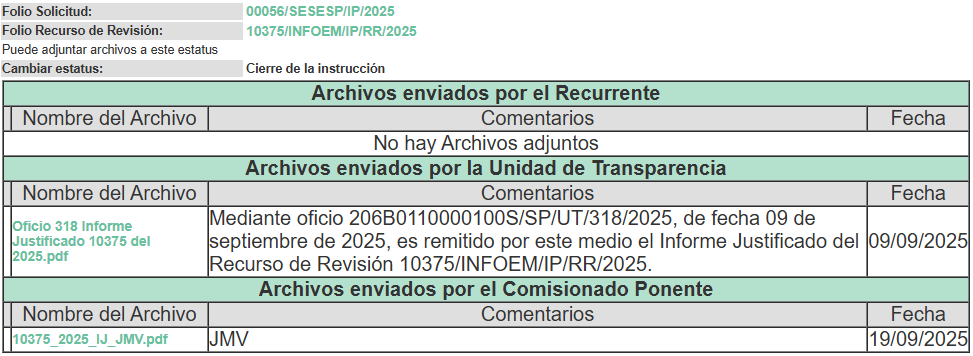 Folio Solicitud: 00056/SESESP/IP/2025
Folio Recurso de Revisión: 10375/INFOEM/IP/RR/2025
Puede adjuntar archivos a este estatus
Cambiar estatus: Cierre de la instrucción
Archivos enviados por el Recurrente
Nombre del Archivo Comentarios Fecha
No hay Archivos adjuntos
Archivos enviados por la Unidad de Transparencia
Nombre del Archivo Comentarios Fecha
Oficio 318 Informe
Justificado 10375 del
2025.pdf
Mediante oficio 206B0110000100S/SP/UT/318/2025, de fecha 09 de
septiembre de 2025, es remitido por este medio el Informe Justificado del
Recurso de Revisión 10375/INFOEM/IP/RR/2025.
09/09/2025
Archivos enviados por el Comisionado Ponente
Nombre del Archivo Comentarios Fecha
10375_2025_IJ_JMV.pdf JMV 19/09/2025